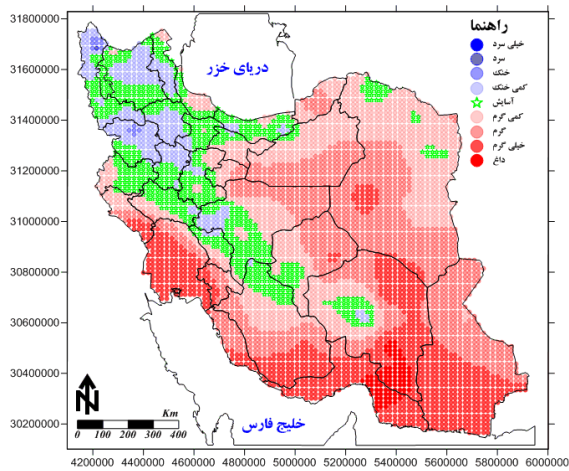 راهنما
خیلی سرد
سرد
خنک
کمی خنک
آسایش
کمی گرم
گرم
خیلی گرم
داغ
دریای خزر
خلیج فارس
31800000
31600000
31400000
31200000
31000000
30800000
30600000
30400000
30200000
N
Km
0 100 200 300 400
4200000 4400000 4600000 4800000 5000000 5200000 5400000 5600000 5800000 6000000